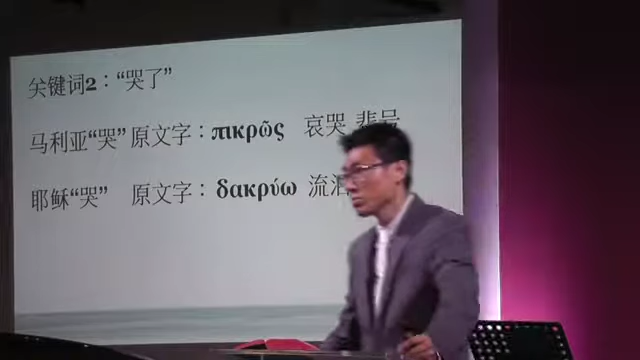 关键词2：“哭了”
马利亚“哭” 原文字：πικρῶς 哀哭 悲号
耶稣“哭” 原文字：δακρύω 流